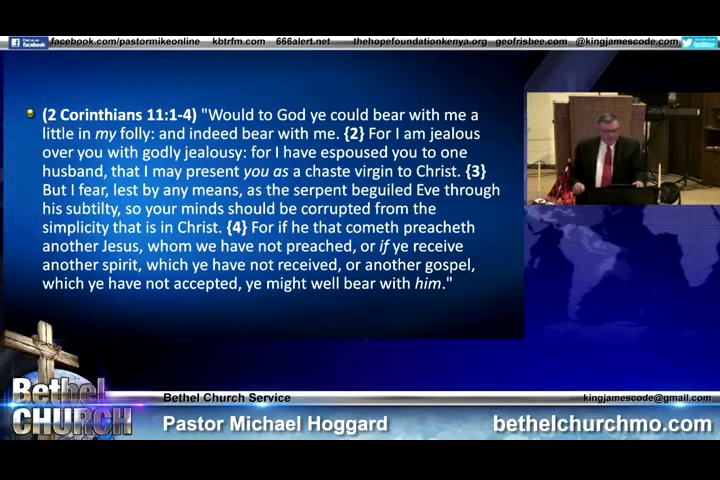 Find us on facebook
facebook.com/pastormikeonline kbtrfm.com 666alert.net thehopefoundationkenya.org geofrisbee.com @kingjamescode.com twitter
(2 Corinthians 11:1-4) "Would to God ye could bear with me a
little in my folly: and indeed bear with me. {2} For I am jealous
over you with godly jealousy: for I have espoused you to one
husband, that I may present you as a chaste virgin to Christ. {3}
But I fear, lest by any means, as the serpent beguiled Eve through
his subtilty, so your minds should be corrupted from the
simplicity that is in Christ. {4} For if he that cometh preacheth
another Jesus, whom we have not preached, or if ye receive
another spirit, which ye have not received, or another gospel,
which ye have not accepted, ye might well bear with him."
Bethel
CHURCH
Bethel Church Service kingjamescode@gmail.com
Pastor Michael Hoggard bethelchurchmo.com